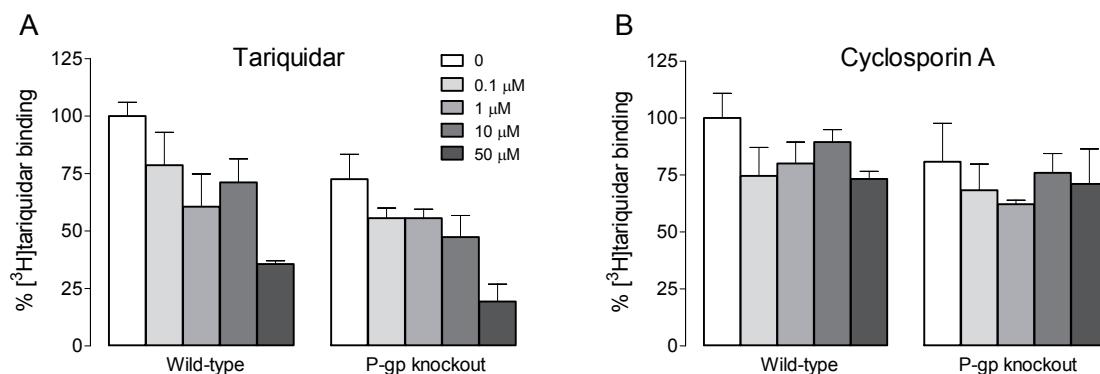 A
Tariquidar
% [³H]tariquidar binding
125
100
75
50
25
0
0
0.1 μM
1 μM
10 μM
50 μM
Wild-type
P-gp knockout
B
Cyclosporin A
% [³H]tariquidar binding
125
100
75
50
25
0
Wild-type
P-gp knockout